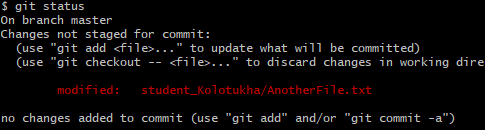 $ git status
On branch master
Changes not staged for commit:
  (use "git add <file>..." to update what will be committed)
  (use "git checkout -- <file>..." to discard changes in working dire
        modified:   student_Kolotukha/AnotherFile.txt
no changes added to commit (use "git add" and/or "git commit -a")